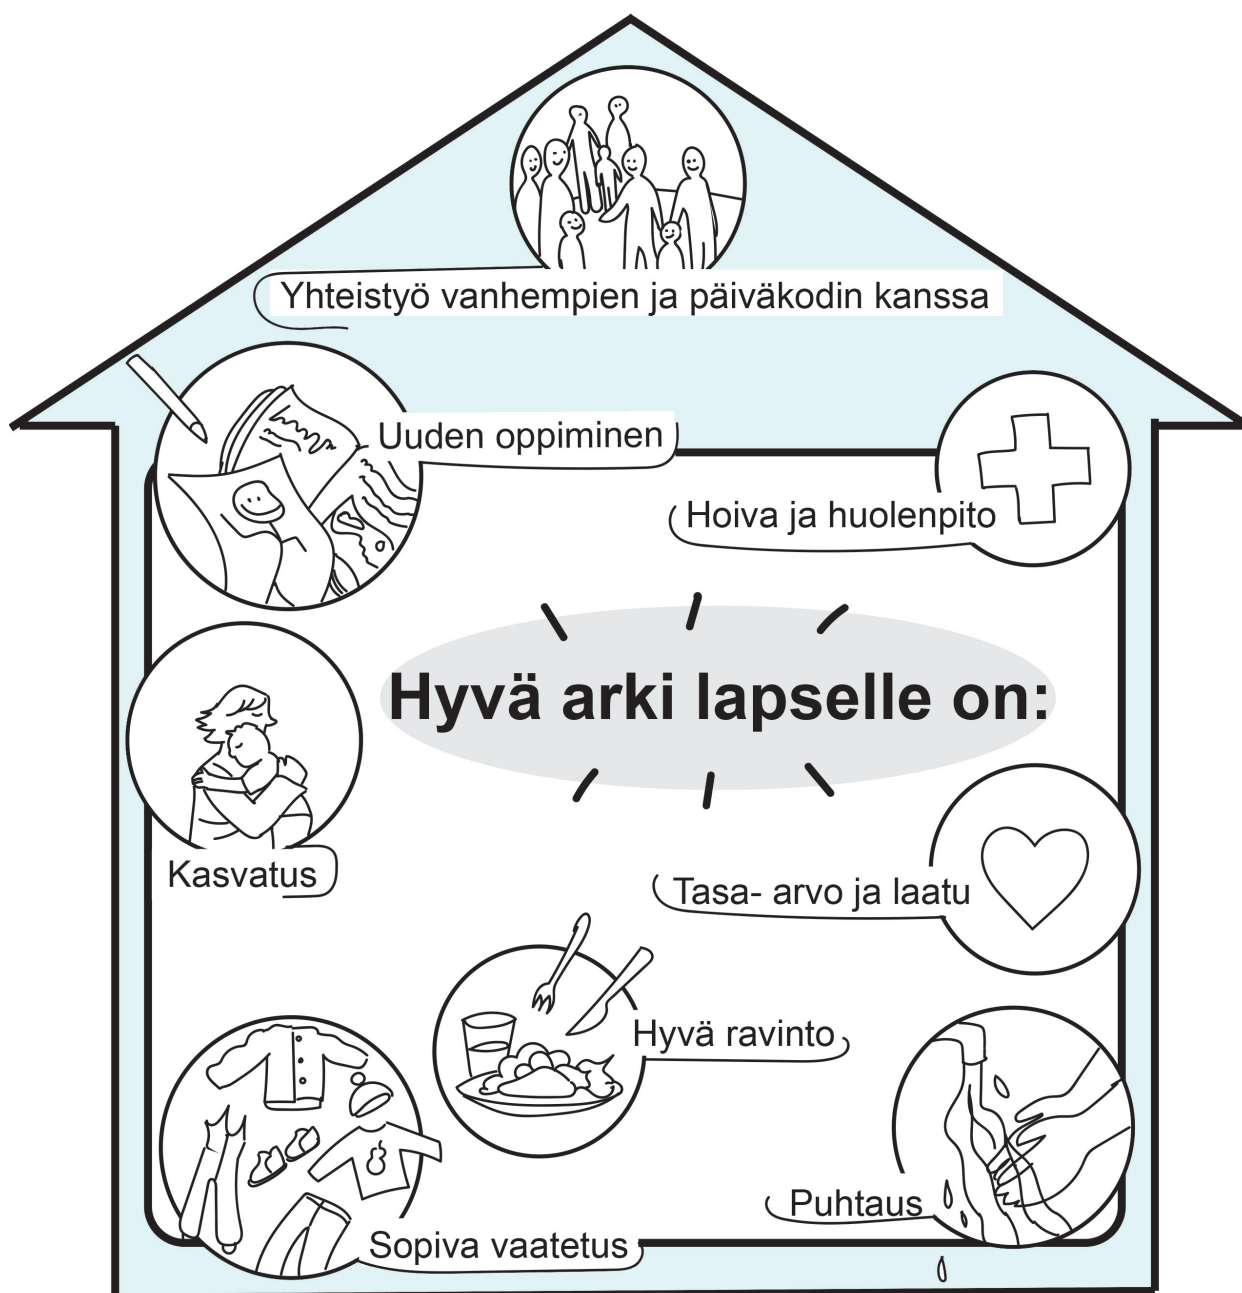 Yhteistyö vanhempien ja päiväkodin kanssa
Uuden oppiminen
Hoiva ja huolenpito
Hyvä arki lapselle on:
Kasvatus
Tasa- arvo ja laatu
Hyvä ravinto
Puhtaus
Sopiva vaatetus